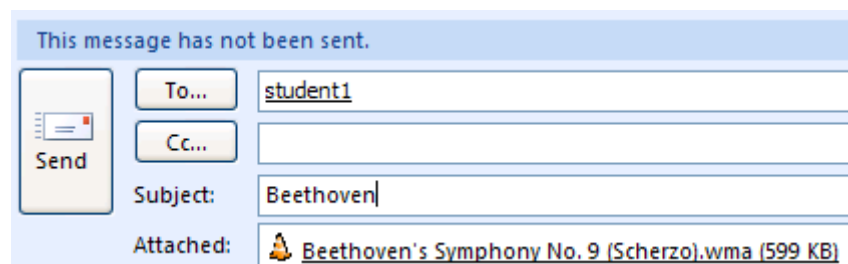 This message has not been sent.
To... student1
Cc...
Send
Subject: Beethoven
Attached: Beethoven's Symphony No. 9 (Scherzo).wma (599 KB)